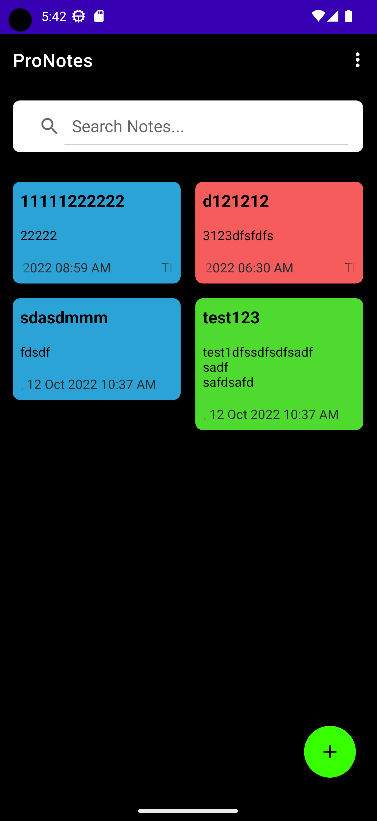 5:42
ProNotes
Search Notes...
11111222222
22222
2022 08:59 AM
d121212
3123dfsfdfs
2022 06:30 AM
sdasdmmm
fdsdf
12 Oct 2022 10:37 AM
test123
test1dfssdfsdfsadf
sadf
safdsafd
12 Oct 2022 10:37 AM